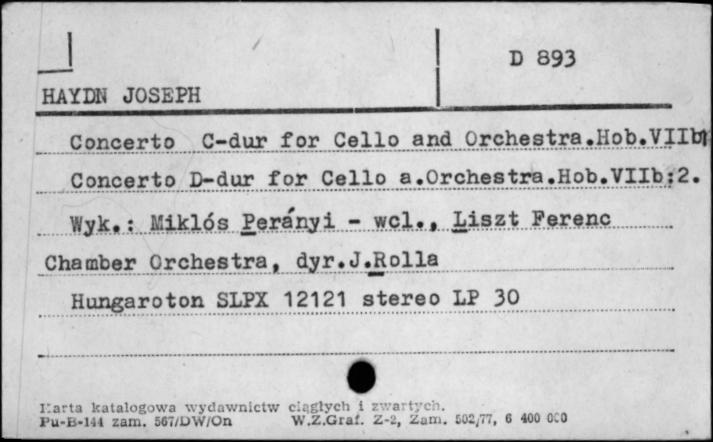 D 893
HAYDN JOSEPH
Concerto C-dur for Cello and Orchestra.Hob.VIIb1
Concerto D-dur for Cello a.Orchestra.Hob.VIIb:2.
Wyk.: Miklós Perányi - wcl., Liszt Ferenc
Chamber Orchestra, dyr.J.Rolla
Hungaroton SLPX 12121 stereo LP 30
Karta katalogowa wydawnictw ciągłych i zwartych.
Pu-B-144 zam. 567/DW/On W.Z.Graf. Z-2, Zam. 502/77, 6 400 000